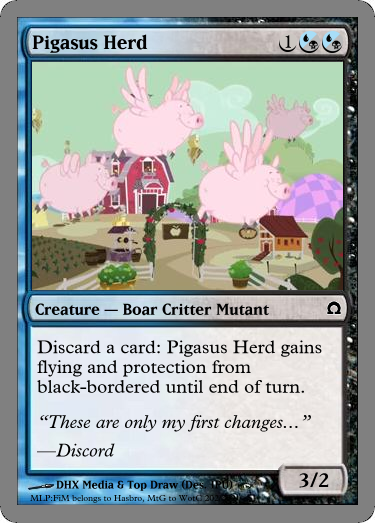 Pigasus Herd
1
Creature — Boar Critter Mutant
Ω
Discard a card: Pigasus Herd gains
flying and protection from
black-bordered until end of turn.
“These are only my first changes…”
—Discord
3/2
DHX Media & Top Draw (Des.
MLP:FiM belongs to Hasbro, MtG to WotC